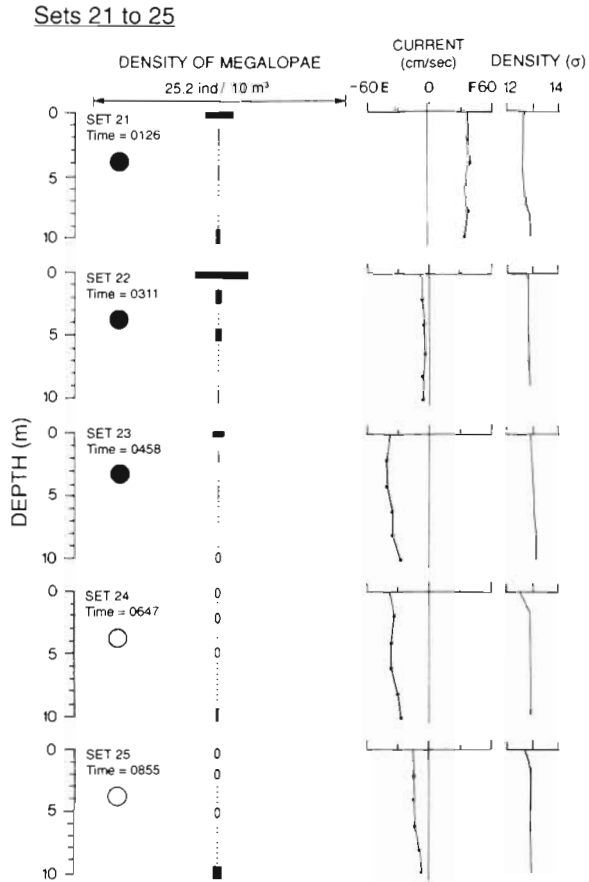 Sets 21 to 25
DENSITY OF MEGALOPAE
25.2 ind / 10 m³
CURRENT
(cm/sec)
DENSITY (σ)
-60 E 0 F 60
12 14
DEPTH (m)
0
5
10
SET 21
Time = 0126
0
5
10
SET 22
Time = 0311
0
5
10
SET 23
Time = 0458
0
0
5
10
SET 24
Time = 0647
0
0
0
0
5
10
SET 25
Time = 0855
0
0
0